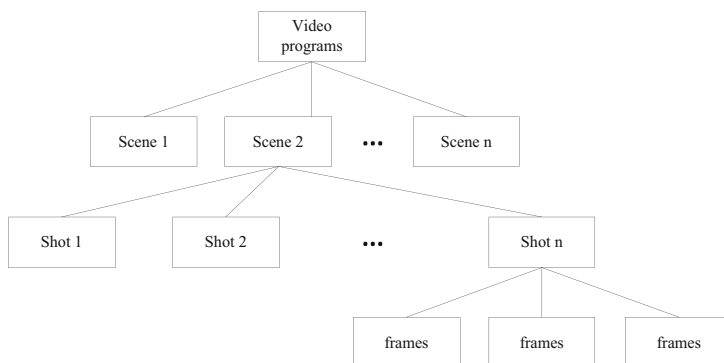 Video
programs
Scene 1
Scene 2
•••
Scene n
Shot 1
Shot 2
•••
Shot n
frames
frames
frames